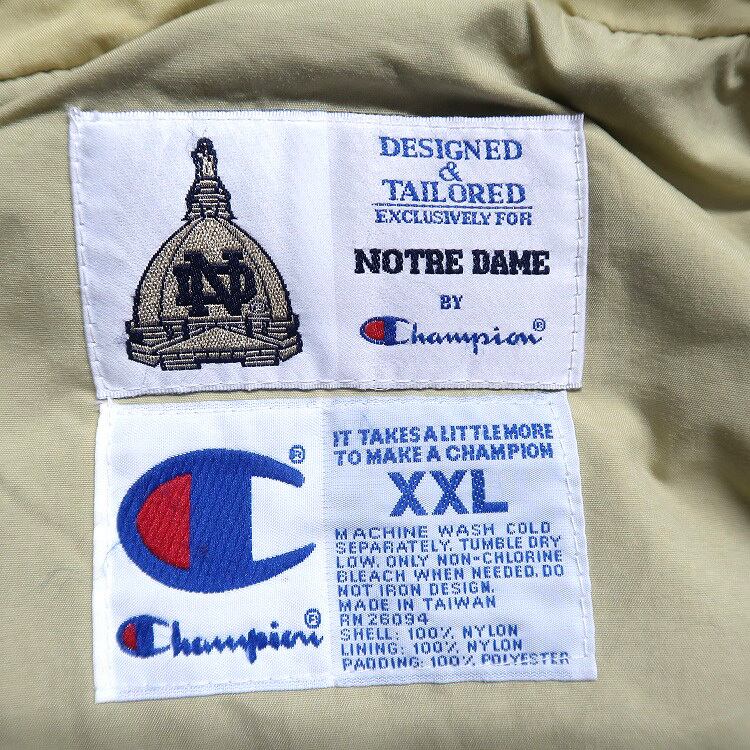 ND
DESIGNED
&
TAILORED
EXCLUSIVELY FOR
NOTRE DAME
BY
Champion®
®
Champion®
IT TAKES A LITTLE MORE
TO MAKE A CHAMPION
XXL
MACHINE WASH COLD
SEPARATELY. TUMBLE DRY
LOW. ONLY NON-CHLORINE
BLEACH WHEN NEEDED. DO
NOT IRON DESIGN.
MADE IN TAIWAN
RN26094
SHELL: 100% NYLON
LINING: 100% NYLON
PADDING: 100% POLYESTER